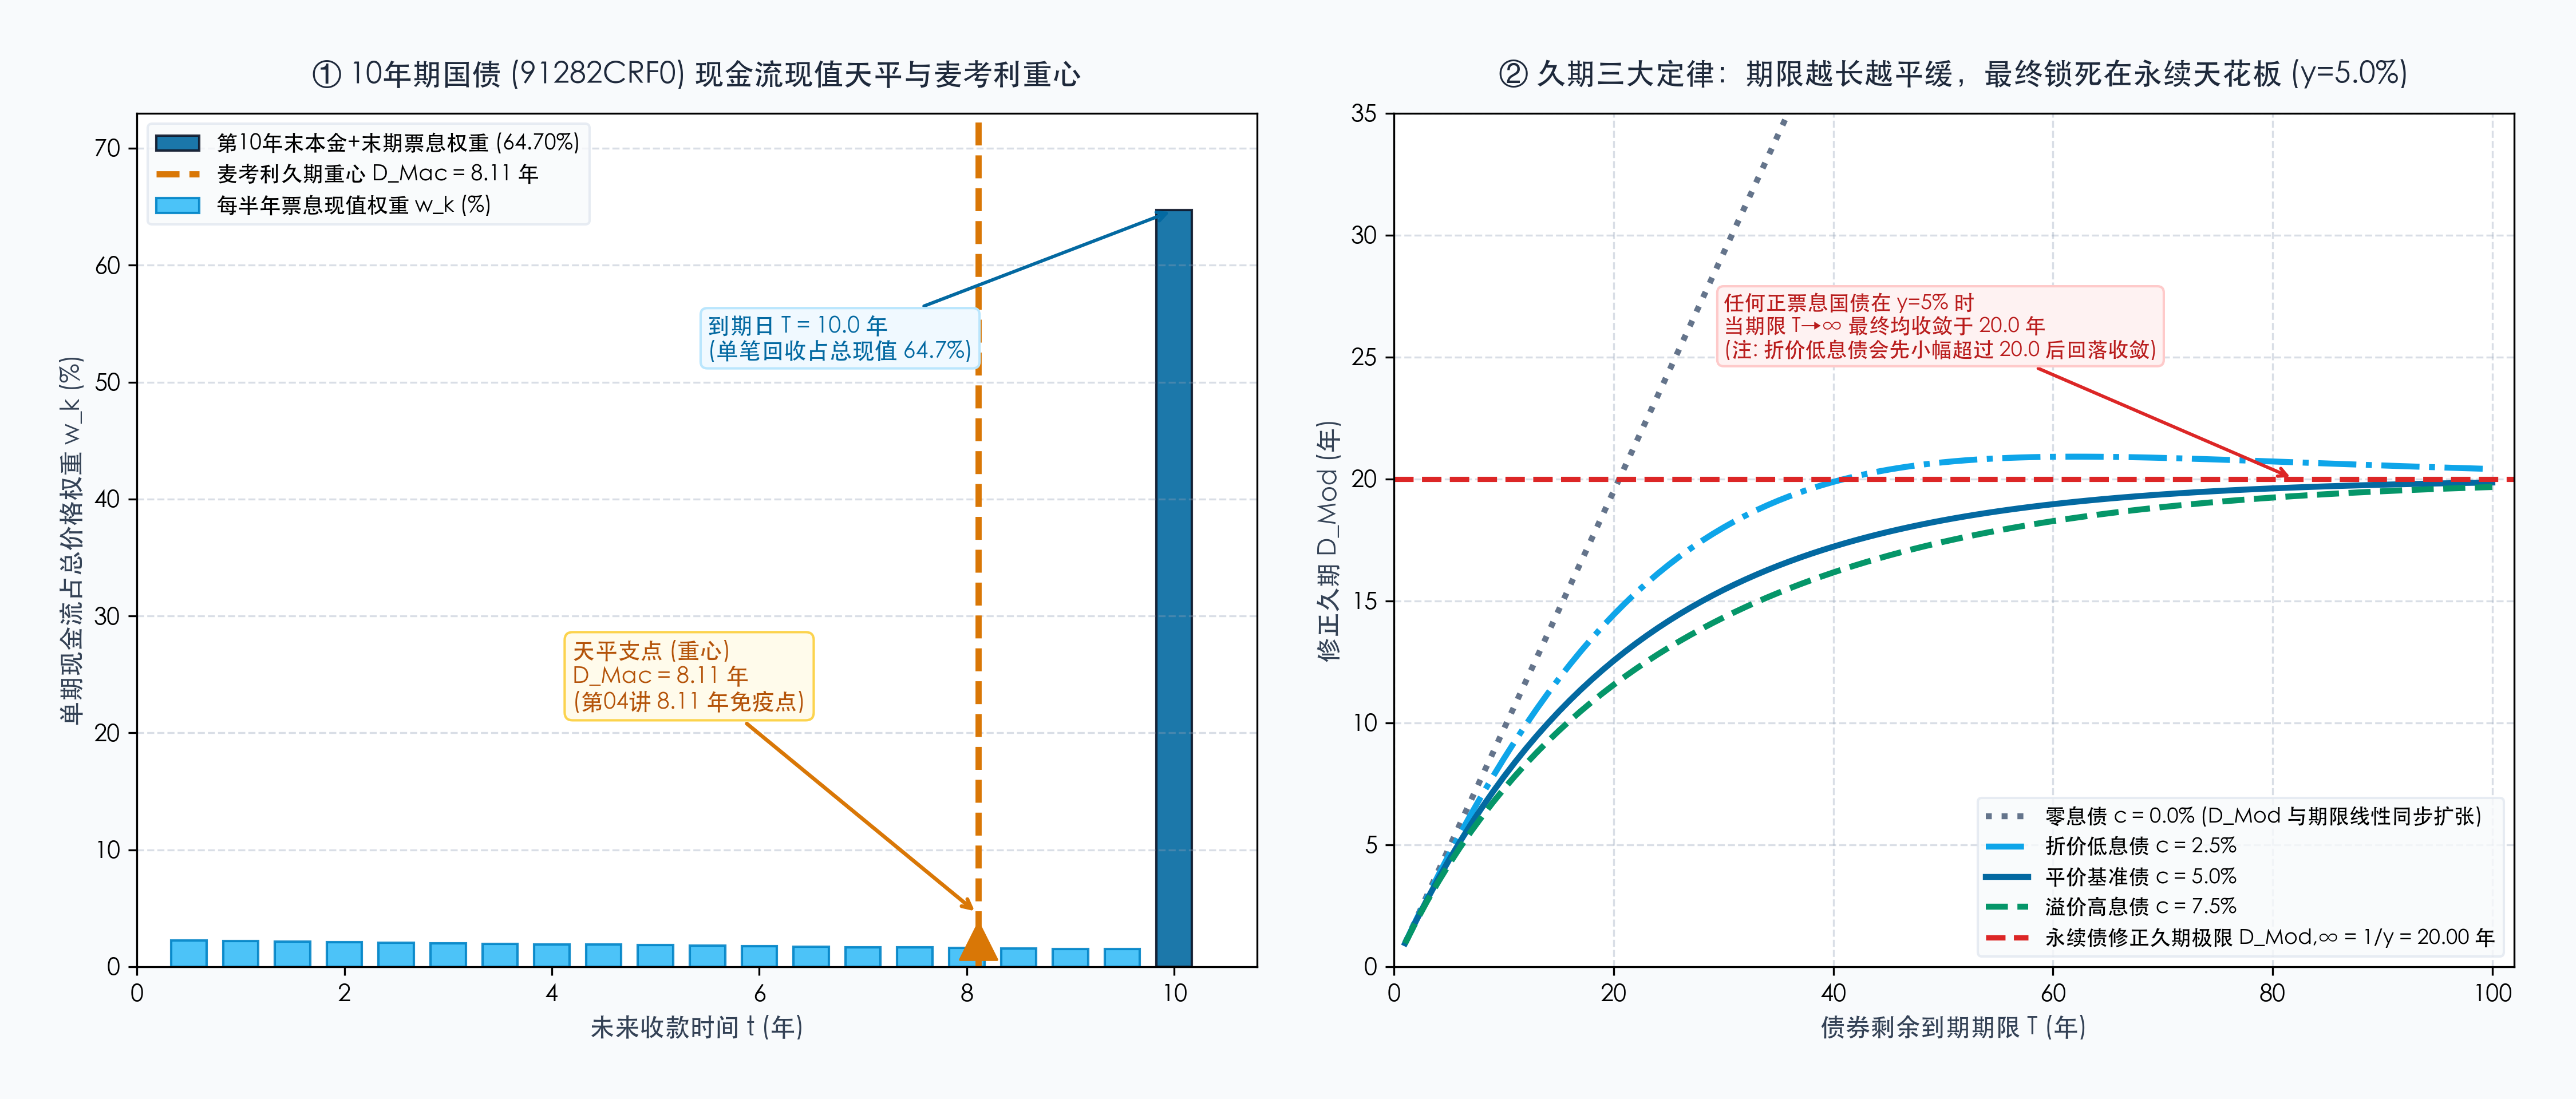 ① 10年期国债 (91282CRF0) 现金流现值天平与麦考利重心
单期现金流占总价格权重 w_k (%)
70
60
50
40
30
20
10
0
第10年末本金+末期票息权重 (64.70%)
麦考利久期重心 D_Mac = 8.11 年
每半年票息现值权重 w_k (%)
到期日 T = 10.0 年
(单笔回收占总现值 64.7%)
天平支点 (重心)
D_Mac = 8.11 年
(第04讲 8.11 年免疫点)
0
2
4
6
8
10
未来收款时间 t (年)
② 久期三大定律：期限越长越平缓，最终锁死在永续天花板 (y=5.0%)
修正久期 D_Mod (年)
35
30
25
20
15
10
5
0
任何正票息国债在 y=5% 时
当期限 T→∞ 最终均收敛于 20.0 年
(注: 折价低息债会先小幅超过 20.0 后回落收敛)
零息债 c = 0.0% (D_Mod 与期限线性同步扩张)
折价低息债 c = 2.5%
平价基准债 c = 5.0%
溢价高息债 c = 7.5%
永续债修正久期极限 D_Mod,∞ = 1/y = 20.00 年
0
20
40
60
80
100
债券剩余到期期限 T (年)